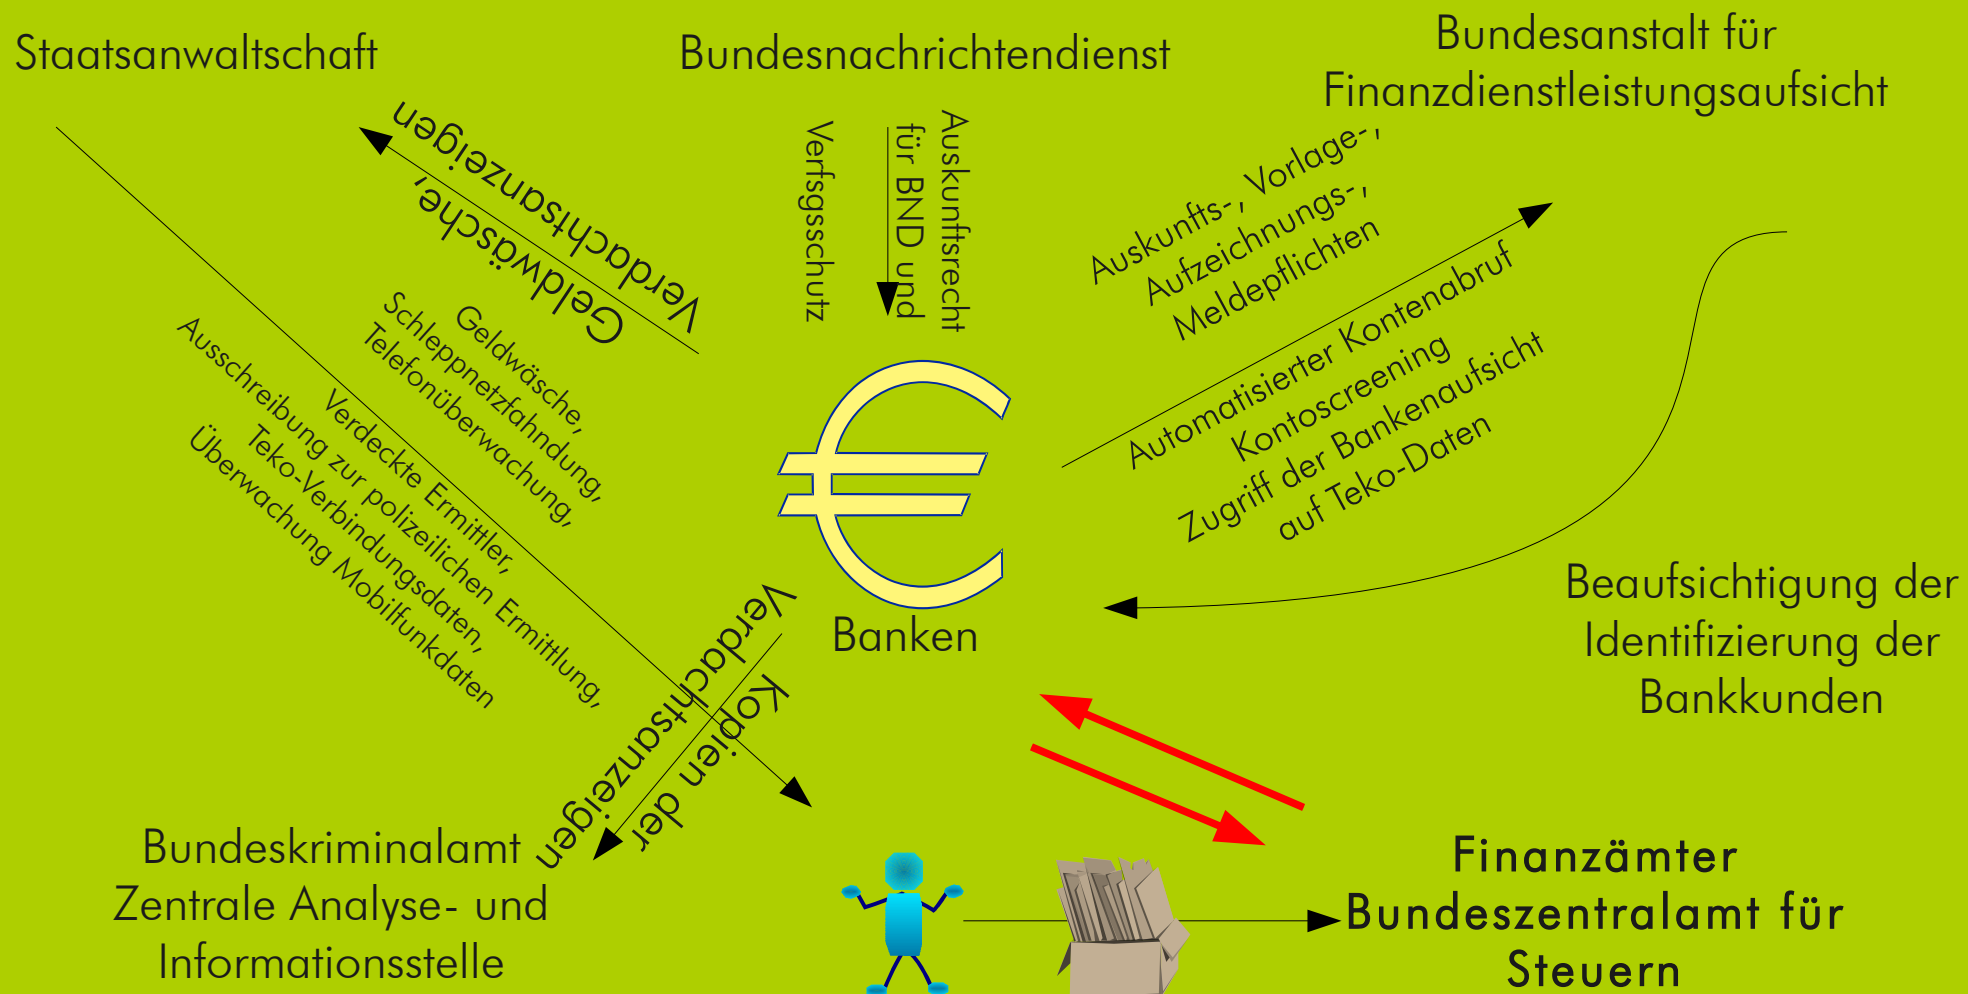 Staatsanwaltschaft
Bundesnachrichtendienst
Bundesanstalt für
Finanzdienstleistungsaufsicht
Geldwäsche,
Verdachtsanzeigen
Auskunftsrecht
für BND und
Verfsgsschutz
Auskunfts-, Vorlage-,
Aufzeichnungs-,
Meldepflichten
Automatisierter Kontenabruf
Kontoscreening
Zugriff der Bankenaufsicht
auf Teko-Daten
Geldwäsche,
Schleppnetzfahndung,
Telefonüberwachung,
Verdeckte Ermittler,
Ausschreibung zur polizeilichen Ermittlung,
Teko-Verbindungsdaten,
Überwachung Mobilfunkdaten
Banken
Beaufsichtigung der
Identifizierung der
Bankkunden
Kopien der
Verdachtsanzeigen
Bundeskriminalamt
Zentrale Analyse- und
Informationsstelle
Finanzämter
Bundeszentralamt für
Steuern